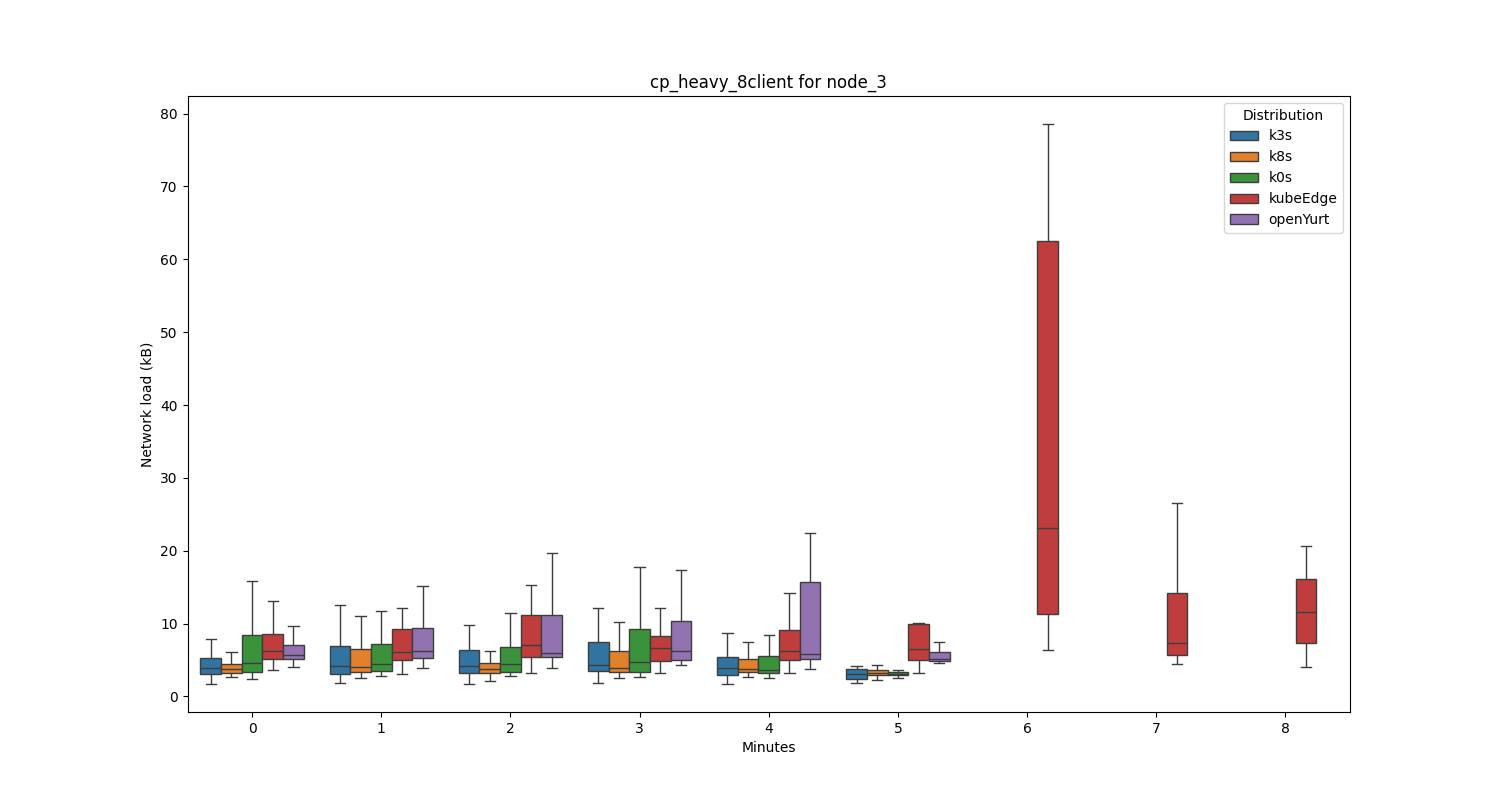 cp_heavy_8client for node_3
Distribution
k3s
k8s
k0s
kubeEdge
openYurt
Network load (kB)
80
70
60
50
40
30
20
10
0
0 1 2 3 4 5 6 7 8
Minutes